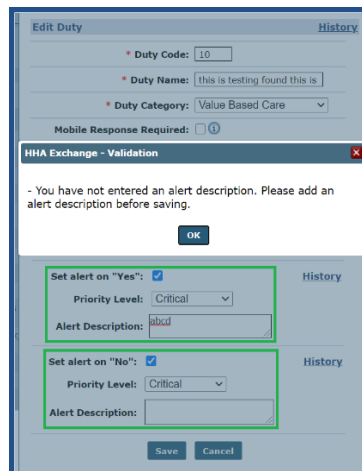 Edit Duty History
* Duty Code: 10
* Duty Name: this is testing found this is
* Duty Category: Value Based Care
Mobile Response Required:
HHA Exchange - Validation
- You have not entered an alert description. Please add an
alert description before saving.
OK
Set alert on "Yes": History
Priority Level: Critical
Alert Description: abcd
Set alert on "No": History
Priority Level: Critical
Alert Description:
Save Cancel